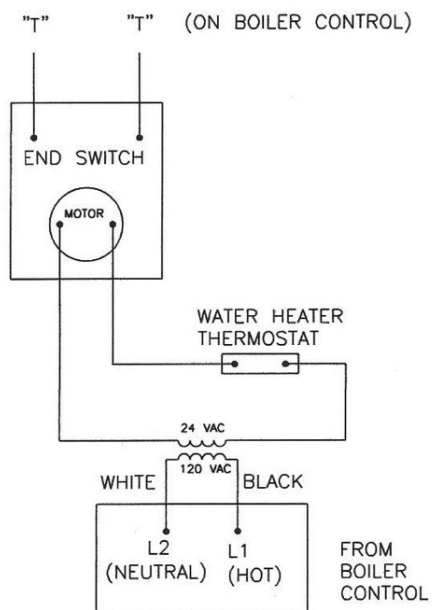 "T" "T" (ON BOILER CONTROL)
END SWITCH
MOTOR
WATER HEATER
THERMOSTAT
24 VAC
120 VAC
WHITE BLACK
L2 L1
(NEUTRAL) (HOT)
FROM
BOILER
CONTROL